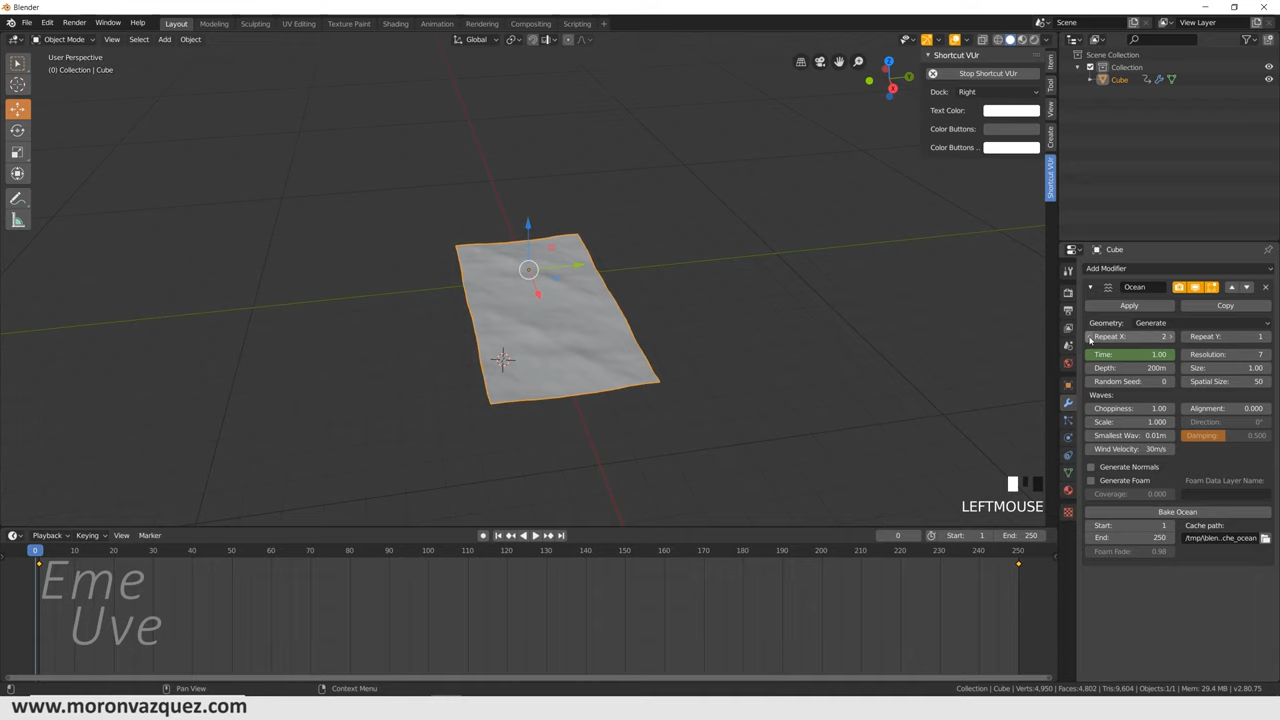 Blender
File Edit Render Window Help Layout Modeling Sculpting UV Editing Texture Paint Shading Animation Rendering Compositing Scripting + Scene View Layer
Object Mode View Select Add Object Global
User Perspective
(0) Collection | Cube
Shortcut VUr
Stop Shortcut VUr
Dock: Right
Text Color:
Color Buttons:
Color Buttons ..
Item
Tool
View
Create
Shortcut VUr
Z
Y
X
Scene Collection
Collection
Cube
Cube
Add Modifier
Ocean
Apply Copy
Geometry: Generate
Repeat X: 2 Repeat Y: 1
Time: 1.00 Resolution: 7
Depth: 200m Size: 1.00
Random Seed: 0 Spatial Size: 50
Waves:
Choppiness: 1.00 Alignment: 0.000
Scale: 1.000 Direction: 0°
Smallest Wav: 0.01m Damping: 0.500
Wind Velocity: 30m/s
Generate Normals
Generate Foam Foam Data Layer Name:
Coverage: 0.000
Bake Ocean
Start: 1 Cache path:
End: 250 /tmp\blen..che_ocean
Foam Fade: 0.98
LEFTMOUSE
Playback Keying View Marker 0 Start: 1 End: 250
0 10 20 30 40 50 60 70 80 90 100 110 120 130 140 150 160 170 180 190 200 210 220 230 240 250
Eme
Uve
Pan View Context Menu Collection | Cube | Verts:4,950 | Faces:4,802 | Tris:9,604 | Objects:1/1 | Mem: 29.4 MB | v2.80.75
www.moronvazquez.com